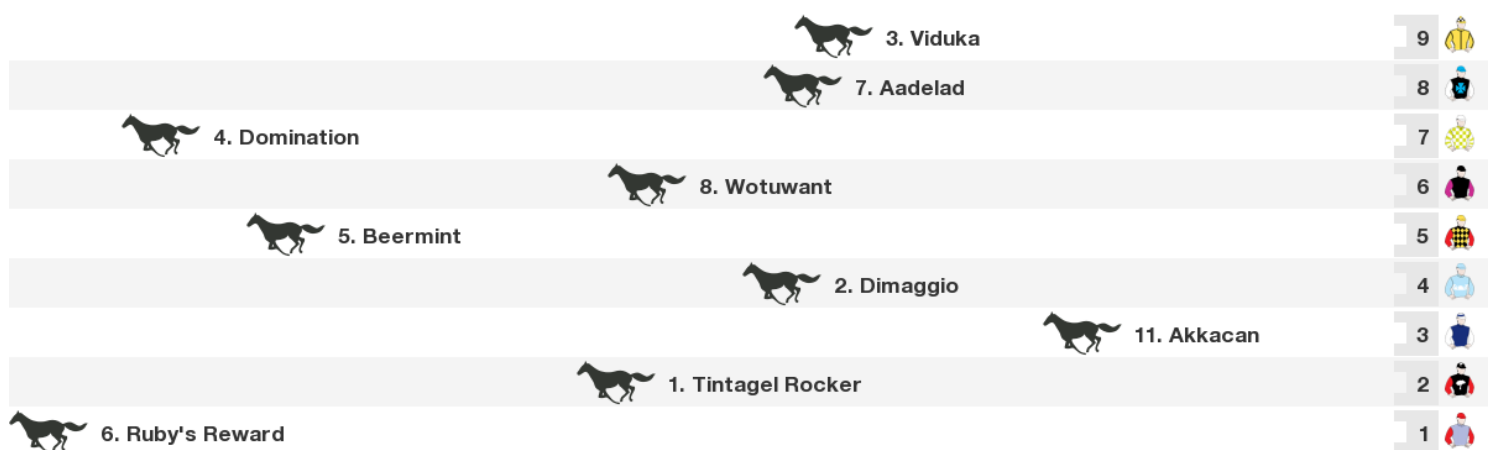 3. Viduka 9
7. Aadelad 8
4. Domination 7
8. Wotuwant 6
5. Beermint 5
2. Dimaggio 4
11. Akkacan 3
1. Tintagel Rocker 2
6. Ruby's Reward 1